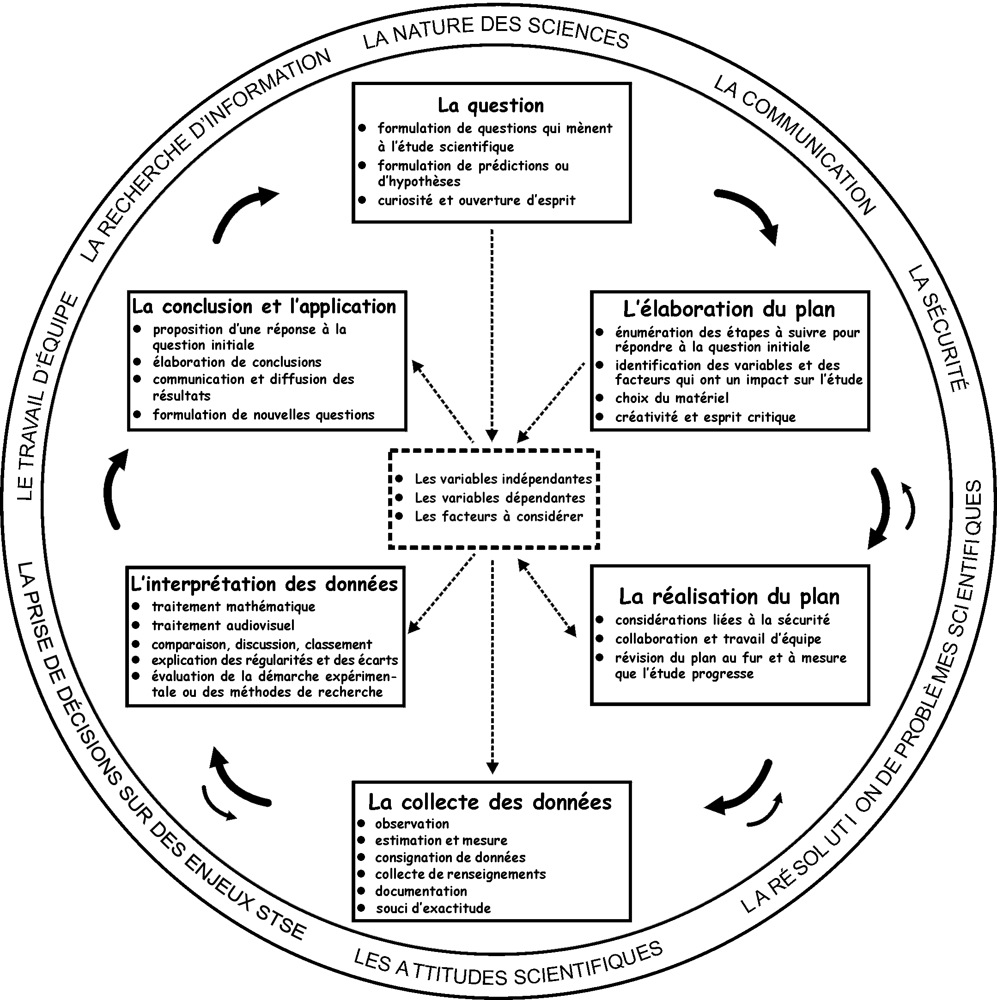 LA NATURE DES SCIENCES
LA COMMUNICATION
LA SÉCURITÉ
LA RÉSOLUTION DE PROBLÈMES SCIENTIFIQUES
LES ATTITUDES SCIENTIFIQUES
LA PRISE DE DÉCISIONS SUR DES ENJEUX STSE
LE TRAVAIL D'ÉQUIPE
LA RECHERCHE D'INFORMATION
La question
● formulation de questions qui mènent
à l'étude scientifique
● formulation de prédictions ou
d'hypothèses
● curiosité et ouverture d'esprit
L'élaboration du plan
● énumération des étapes à suivre pour
répondre à la question initiale
● identification des variables et des
facteurs qui ont un impact sur l'étude
● choix du matériel
● créativité et esprit critique
La réalisation du plan
● considérations liées à la sécurité
● collaboration et travail d'équipe
● révision du plan au fur et à mesure
que l'étude progresse
La collecte des données
● observation
● estimation et mesure
● consignation de données
● collecte de renseignements
● documentation
● souci d'exactitude
L'interprétation des données
● traitement mathématique
● traitement audiovisuel
● comparaison, discussion, classement
● explication des régularités et des écarts
● évaluation de la démarche expérimen-
tale ou des méthodes de recherche
La conclusion et l'application
● proposition d'une réponse à la
question initiale
● élaboration de conclusions
● communication et diffusion des
résultats
● formulation de nouvelles questions
● Les variables indépendantes
● Les variables dépendantes
● Les facteurs à considérer